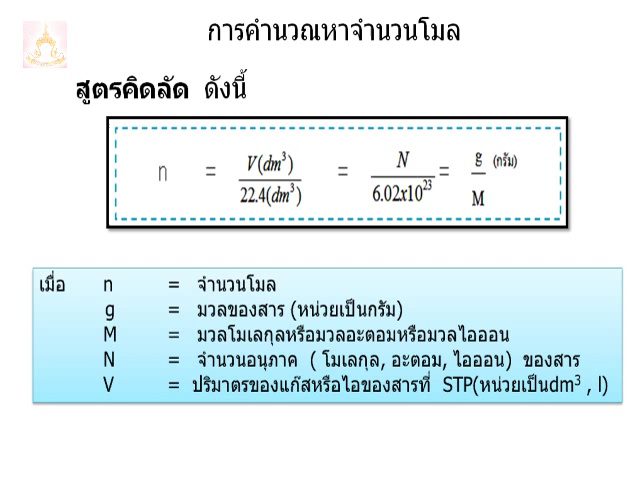 การคำนวณหาจำนวนโมล
สูตรคิดลัด ดังนี้
n = V(dm³)/22.4(dm³) = N/6.02x10²³ = g (กรัม)/M
เมื่อ n = จำนวนโมล
g = มวลของสาร (หน่วยเป็นกรัม)
M = มวลโมเลกุลหรือมวลอะตอมหรือมวลไอออน
N = จำนวนอนุภาค ( โมเลกุล, อะตอม, ไอออน) ของสาร
V = ปริมาตรของแก๊สหรือไอของสารที่ STP(หน่วยเป็นdm³ , l)